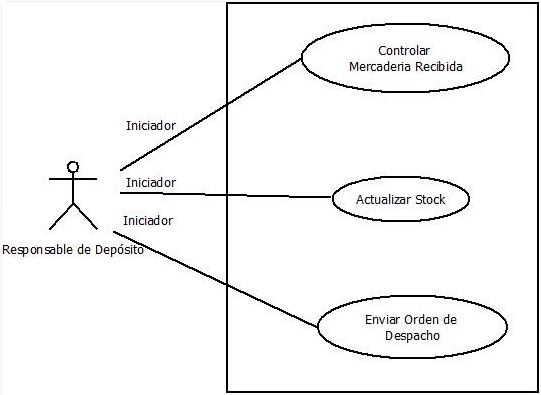 Controlar
Mercaderia Recibida
Iniciador
Iniciador
Actualizar Stock
Iniciador
Responsable de Depósito
Enviar Orden de
Despacho